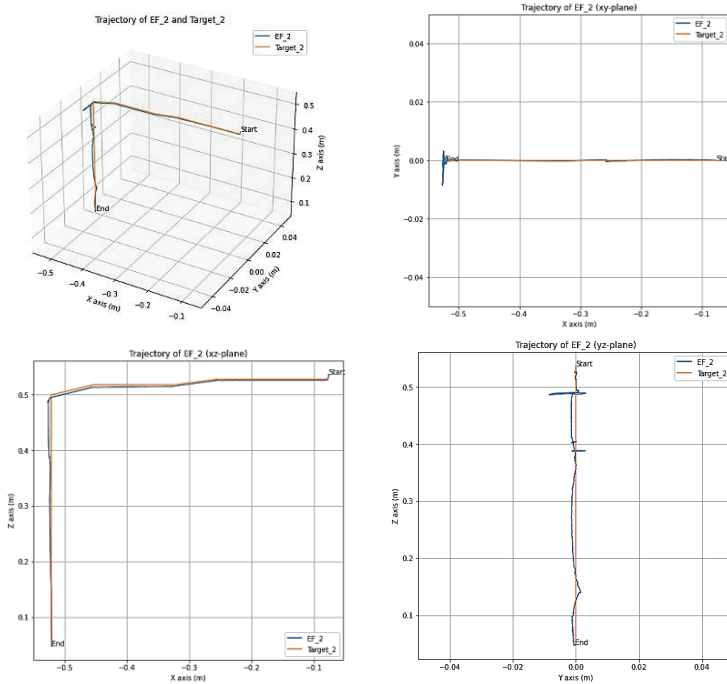 Trajectory of EF_2 and Target_2
EF_2
Target_2
Start
End
0.5
0.4
0.3
0.2
0.1
Z axis (m)
0.04
0.02
0.00
−0.02
−0.04
Y axis (m)
−0.5
−0.4
−0.3
−0.2
−0.1
X axis (m)
Trajectory of EF_2 (xy-plane)
EF_2
Target_2
0.04
0.02
0.00
−0.02
−0.04
Y axis (m)
End
Sta
−0.5
−0.4
−0.3
−0.2
−0.1
X axis (m)
Trajectory of EF_2 (xz-plane)
Start
0.5
0.4
0.3
0.2
0.1
Z axis (m)
End
EF_2
Target_2
−0.5
−0.4
−0.3
−0.2
−0.1
X axis (m)
Trajectory of EF_2 (yz-plane)
EF_2
Target_2
Start
0.5
0.4
0.3
0.2
0.1
Z axis (m)
End
−0.04
−0.02
0.00
0.02
0.04
Y axis (m)